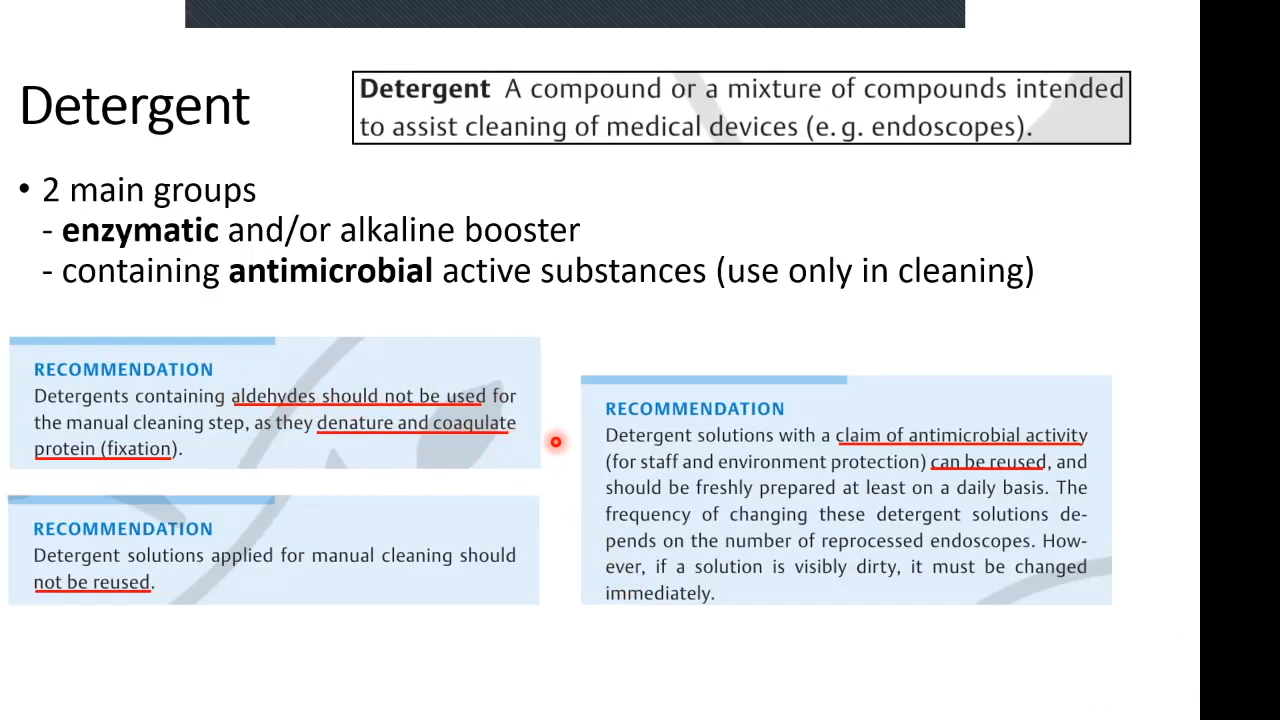 Detergent
Detergent A compound or a mixture of compounds intended
to assist cleaning of medical devices (e. g. endoscopes).
• 2 main groups
- enzymatic and/or alkaline booster
- containing antimicrobial active substances (use only in cleaning)
RECOMMENDATION
Detergents containing aldehydes should not be used for
the manual cleaning step, as they denature and coagulate
protein (fixation).
RECOMMENDATION
Detergent solutions applied for manual cleaning should
not be reused.
RECOMMENDATION
Detergent solutions with a claim of antimicrobial activity
(for staff and environment protection) can be reused, and
should be freshly prepared at least on a daily basis. The
frequency of changing these detergent solutions de-
pends on the number of reprocessed endoscopes. How-
ever, if a solution is visibly dirty, it must be changed
immediately.